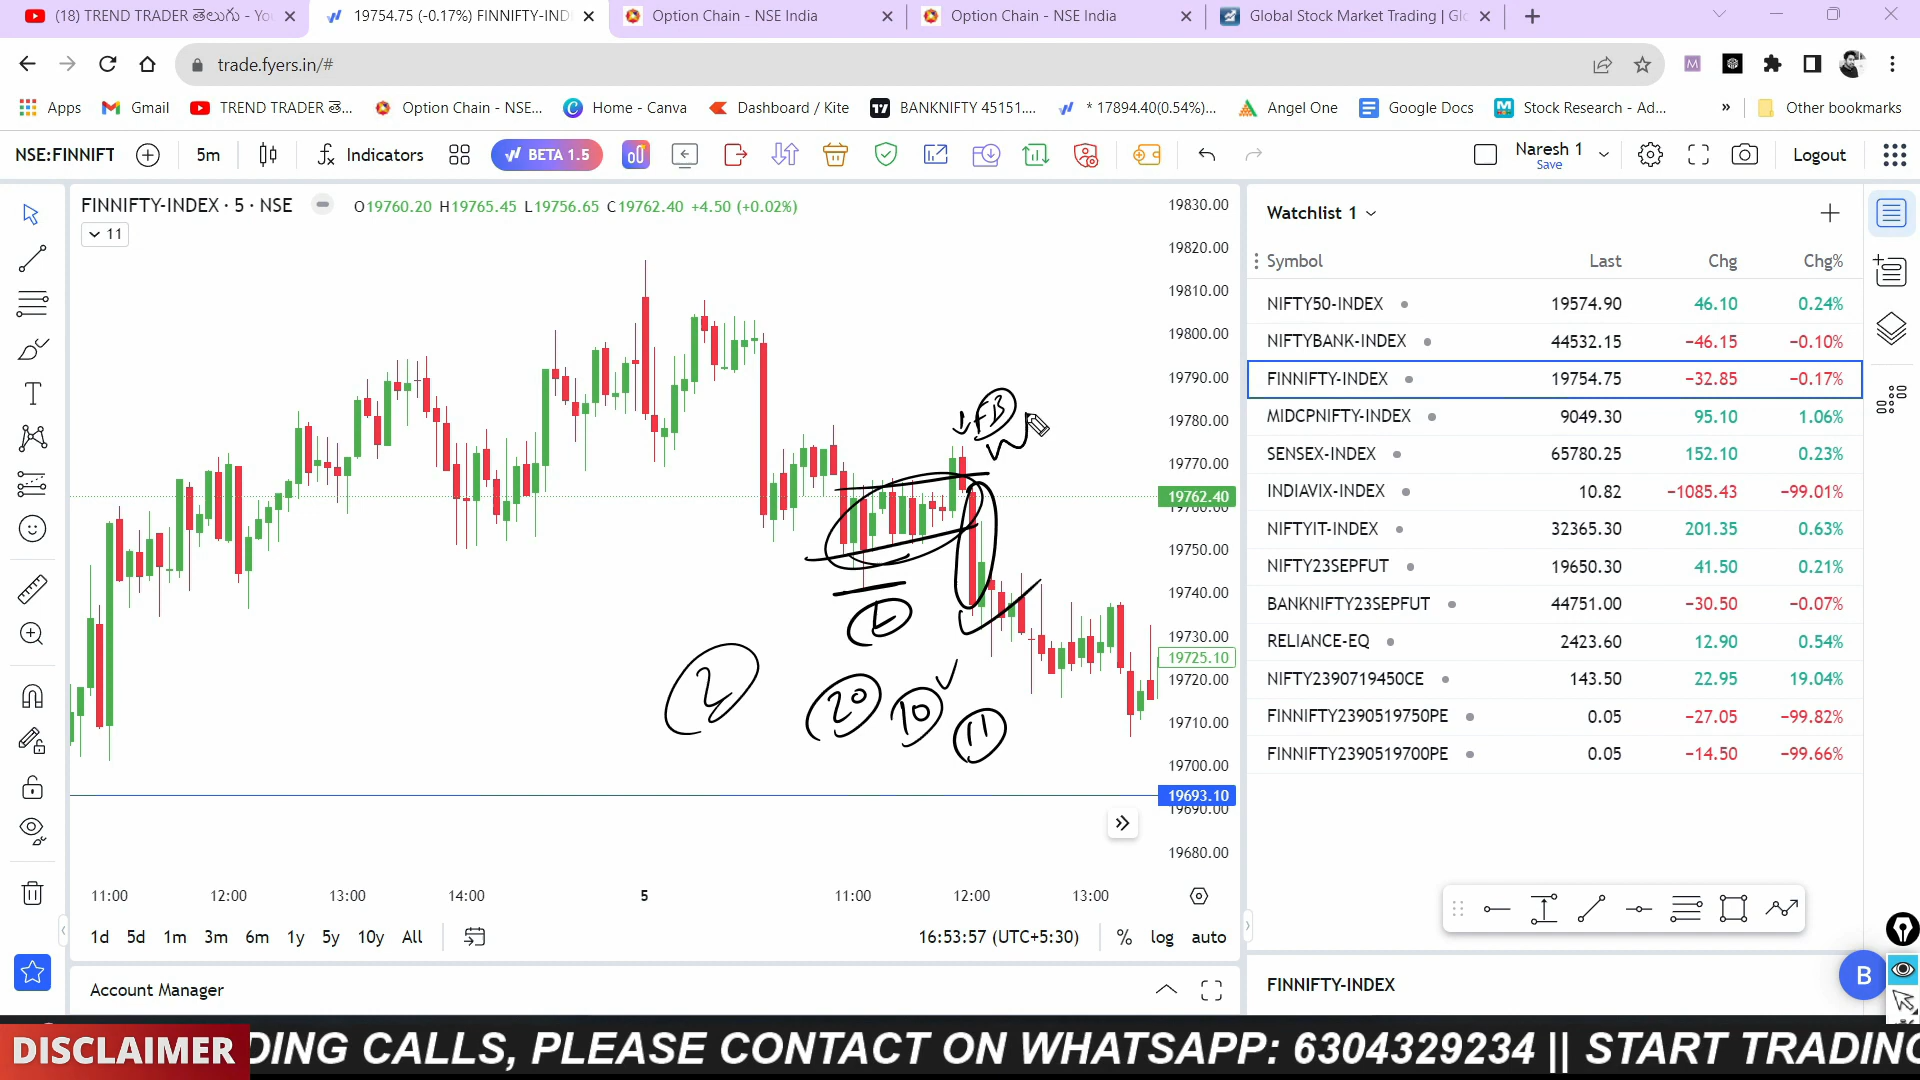 (18) TREND TRADER తెలుగు - Yo
19754.75 (-0.17%) FINNIFTY-IND
Option Chain - NSE India
Option Chain - NSE India
Global Stock Market Trading | Glo
trade.fyers.in/#
Apps
Gmail
TREND TRADER తె...
Option Chain - NSE...
Home - Canva
Dashboard / Kite
BANKNIFTY 45151....
* 17894.40(0.54%)...
Angel One
Google Docs
Stock Research - Ad...
»
Other bookmarks
NSE:FINNIFT
5m
Indicators
BETA 1.5
Naresh 1
Save
Logout
FINNIFTY-INDEX · 5 · NSE
O19760.20 H19765.45 L19756.65 C19762.40 +4.50 (+0.02%)
11
19830.00
19820.00
19810.00
19800.00
19790.00
19780.00
19770.00
19762.40
19760.00
19750.00
19740.00
19730.00
19725.10
19720.00
19710.00
19700.00
19693.10
19690.00
19680.00
FB
2
20
10
11
11:00 12:00 13:00 14:00 5 11:00 12:00 13:00
1d 5d 1m 3m 6m 1y 5y 10y All
16:53:57 (UTC+5:30)
% log auto
Account Manager
Watchlist 1
Symbol Last Chg Chg%
NIFTY50-INDEX 19574.90 46.10 0.24%
NIFTYBANK-INDEX 44532.15 −46.15 −0.10%
FINNIFTY-INDEX 19754.75 −32.85 −0.17%
MIDCPNIFTY-INDEX 9049.30 95.10 1.06%
SENSEX-INDEX 65780.25 152.10 0.23%
INDIAVIX-INDEX 10.82 −1085.43 −99.01%
NIFTYIT-INDEX 32365.30 201.35 0.63%
NIFTY23SEPFUT 19650.30 41.50 0.21%
BANKNIFTY23SEPFUT 44751.00 −30.50 −0.07%
RELIANCE-EQ 2423.60 12.90 0.54%
NIFTY2390719450CE 143.50 22.95 19.04%
FINNIFTY2390519750PE 0.05 −27.05 −99.82%
FINNIFTY2390519700PE 0.05 −14.50 −99.66%
FINNIFTY-INDEX
B
DISCLAIMER
DING CALLS, PLEASE CONTACT ON WHATSAPP: 6304329234 || START TRADING